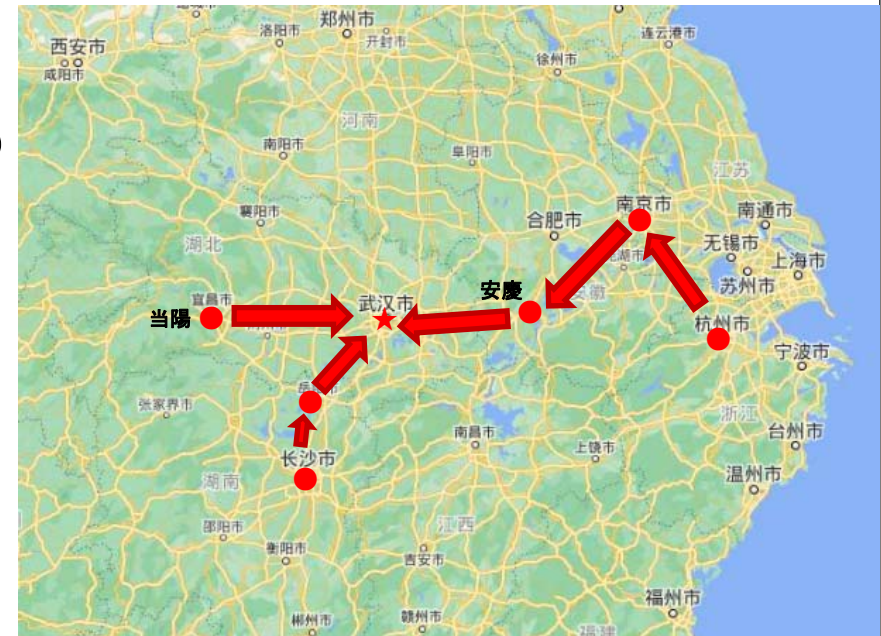 郑州市
洛阳市
开封市
连云港市
西安市
咸阳市
徐州市
河南
南阳市
阜阳市
江苏
襄阳市
南京市
南通市
合肥市
湖北
无锡市
上海市
苏州市
安慶
安徽
宜昌市
当陽
武汉市
杭州市
宁波市
张家界市
浙江
南昌市
台州市
上饶市
长沙市
湖南
温州市
江西
邵阳市
衡阳市
吉安市
福州市
郴州市
赣州市
福建